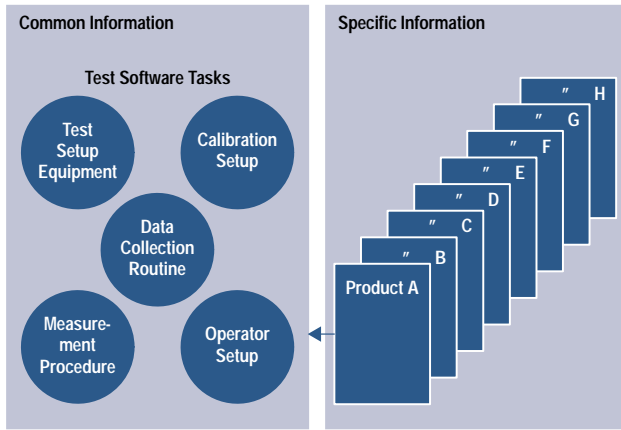 Common Information
Test Software Tasks
Test
Setup
Equipment
Calibration
Setup
Data
Collection
Routine
Measure-
ment
Procedure
Operator
Setup
Specific Information
Product A
" B
" C
" D
" E
" F
" G
" H